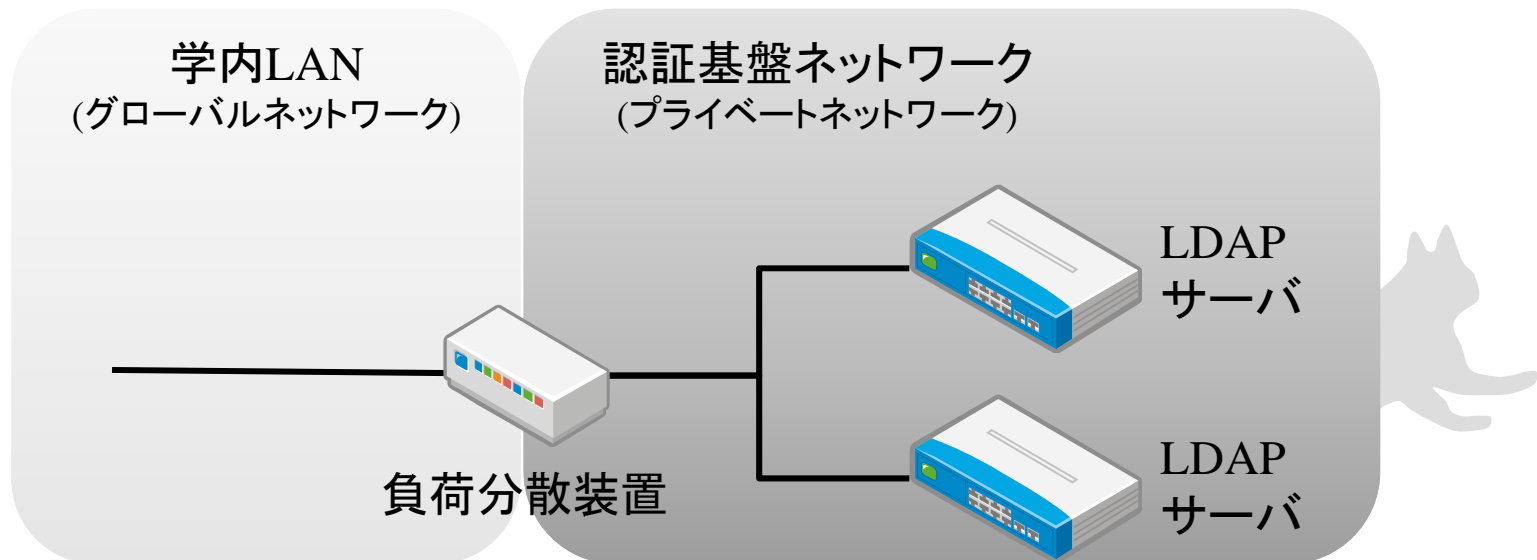 学内LAN
(グローバルネットワーク)
認証基盤ネットワーク
(プライベートネットワーク)
LDAP
サーバ
負荷分散装置
LDAP
サーバ